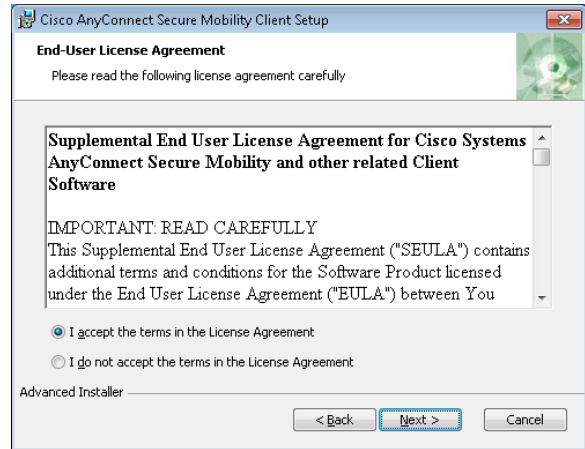 Cisco AnyConnect Secure Mobility Client Setup
End-User License Agreement
Please read the following license agreement carefully
Supplemental End User License Agreement for Cisco Systems
AnyConnect Secure Mobility and other related Client
Software
IMPORTANT: READ CAREFULLY
This Supplemental End User License Agreement ("SEULA") contains
additional terms and conditions for the Software Product licensed
under the End User License Agreement ("EULA") between You
I accept the terms in the License Agreement
I do not accept the terms in the License Agreement
Advanced Installer
< Back Next > Cancel